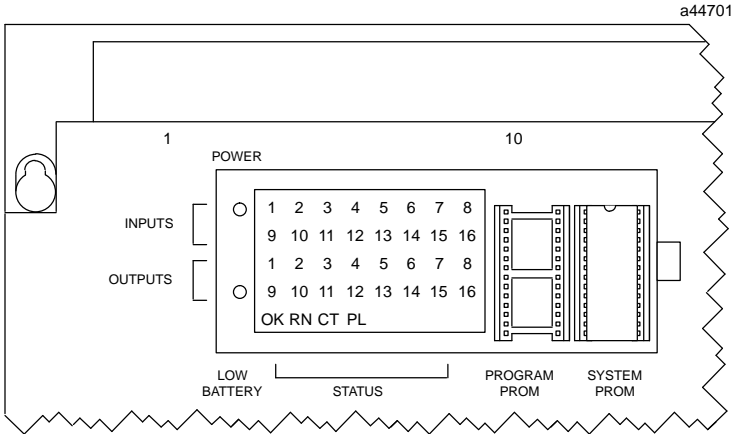 a44701
1 10
POWER
INPUTS
1 2 3 4 5 6 7 8
9 10 11 12 13 14 15 16
OUTPUTS
1 2 3 4 5 6 7 8
9 10 11 12 13 14 15 16
OK RN CT PL
LOW BATTERY
STATUS
PROGRAM PROM
SYSTEM PROM